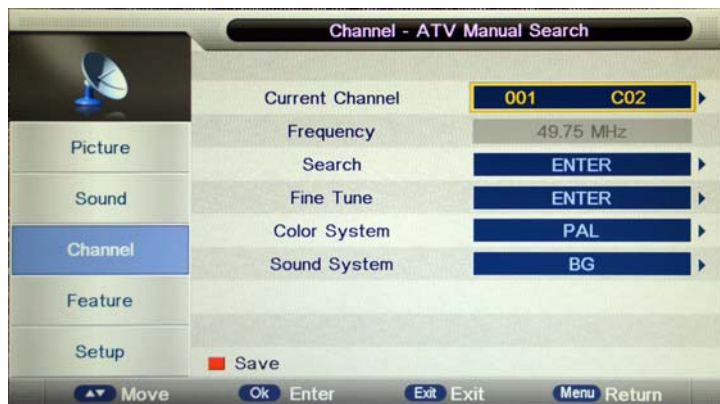 Channel - ATV Manual Search
Current Channel 001 C02
Frequency 49.75 MHz
Search ENTER
Fine Tune ENTER
Color System PAL
Sound System BG
Picture
Sound
Channel
Feature
Setup
Save
Move Ok Enter Exit Exit Menu Return